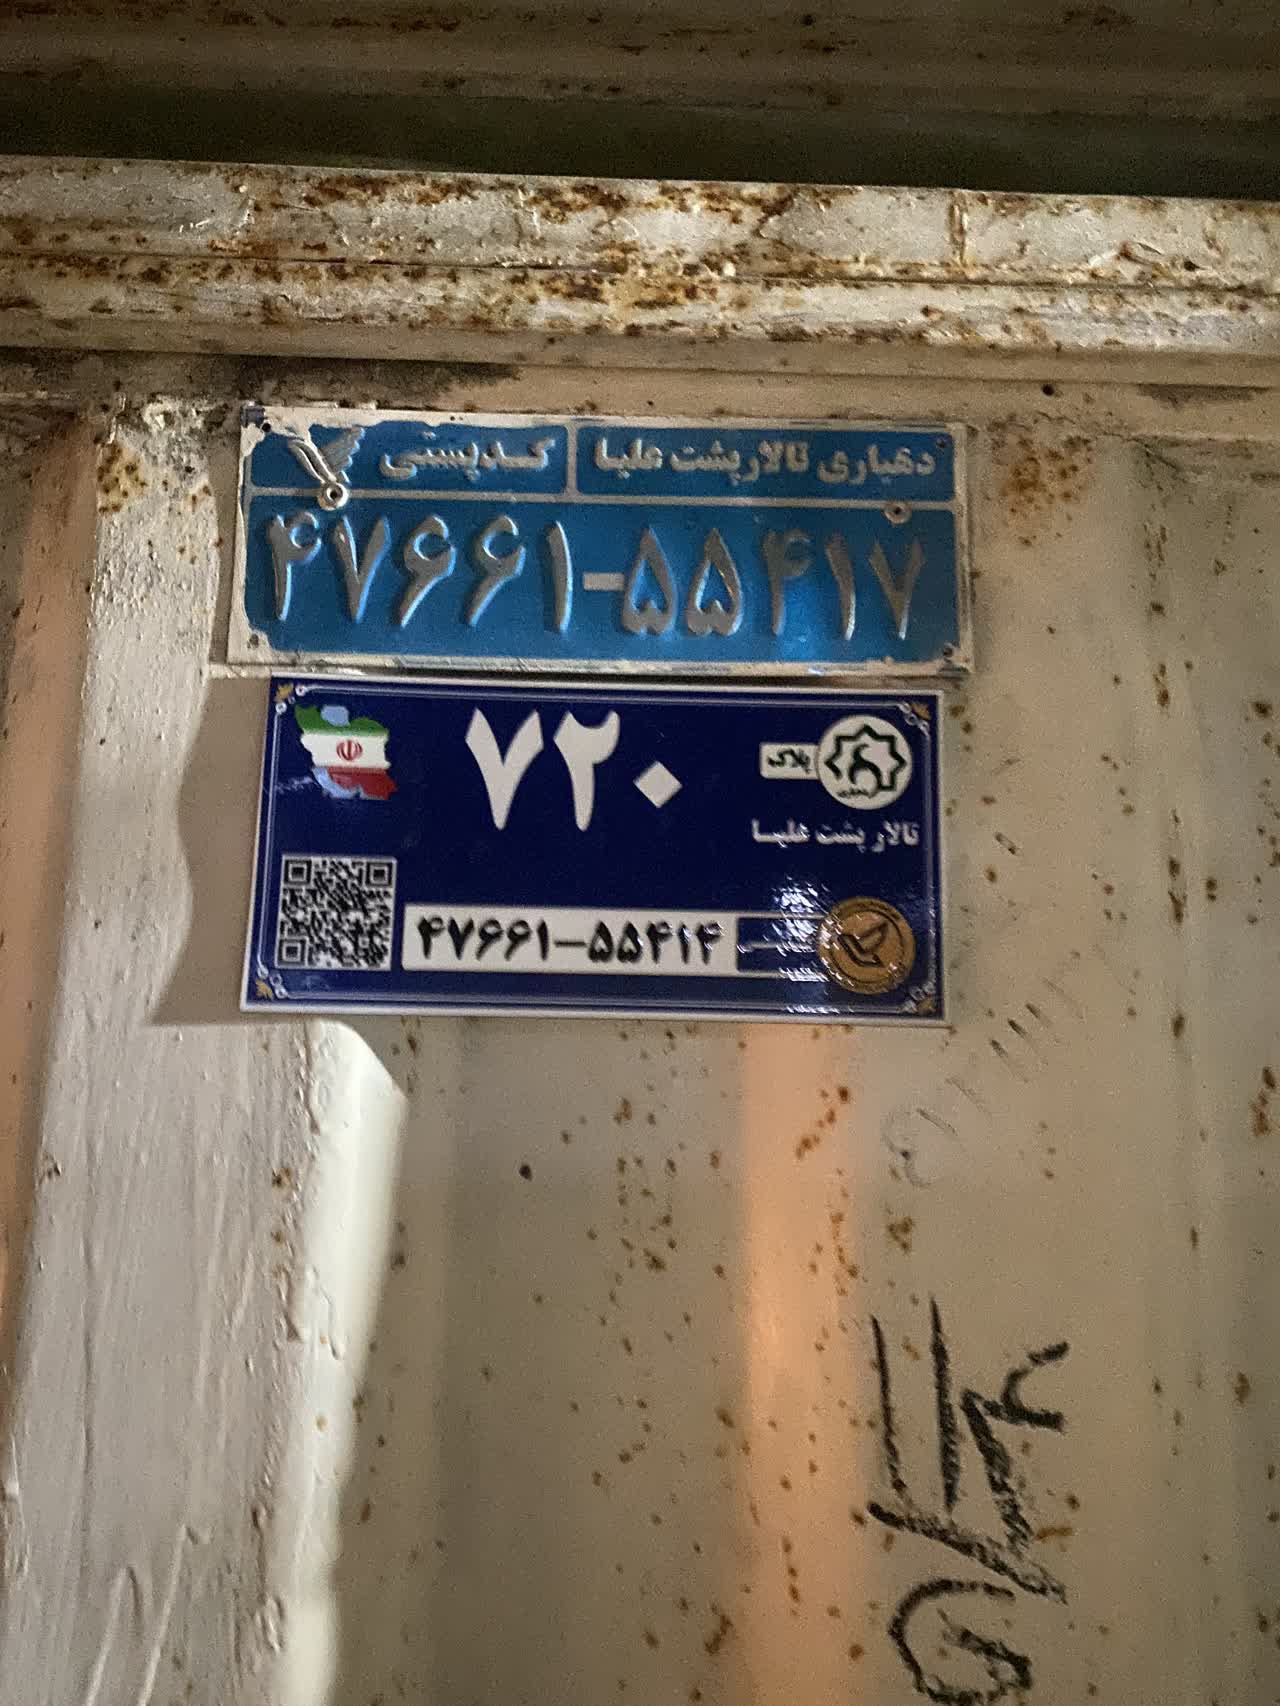 دهیاری تالارپشت علیا
کدپستی
۴۷۶۶۱-۵۵۴۱۷
۷۲۰
پلاک
تالار پشت علیا
۴۷۶۶۱-۵۵۴۱۴